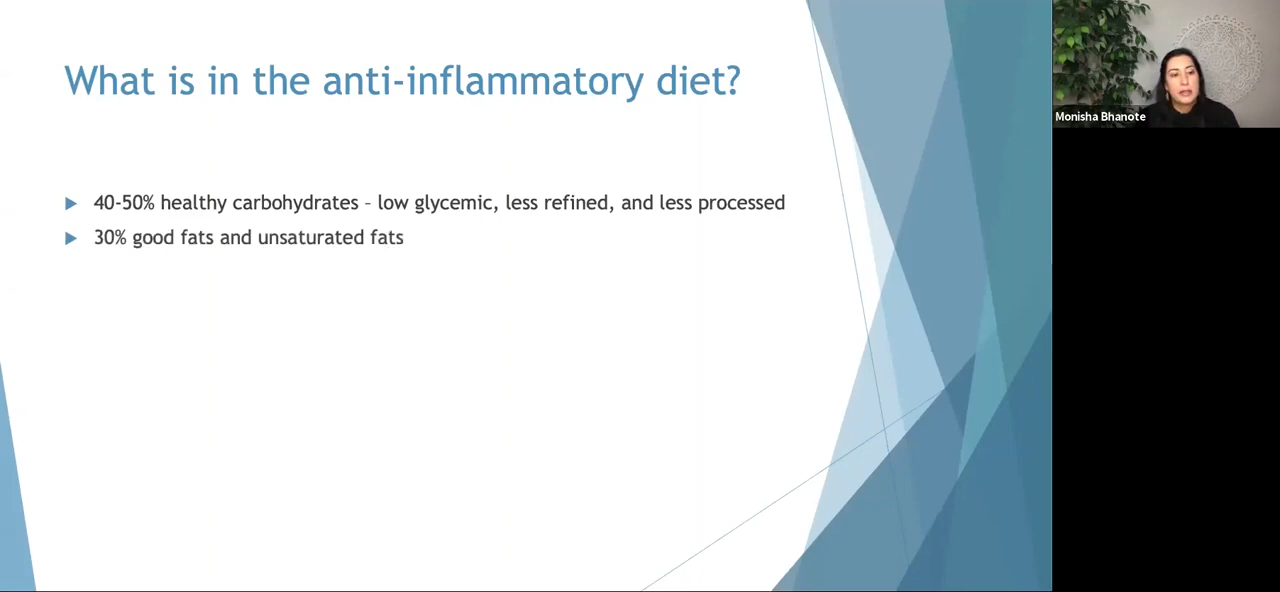 What is in the anti-inflammatory diet?
40-50% healthy carbohydrates – low glycemic, less refined, and less processed
30% good fats and unsaturated fats
Monisha Bhanote